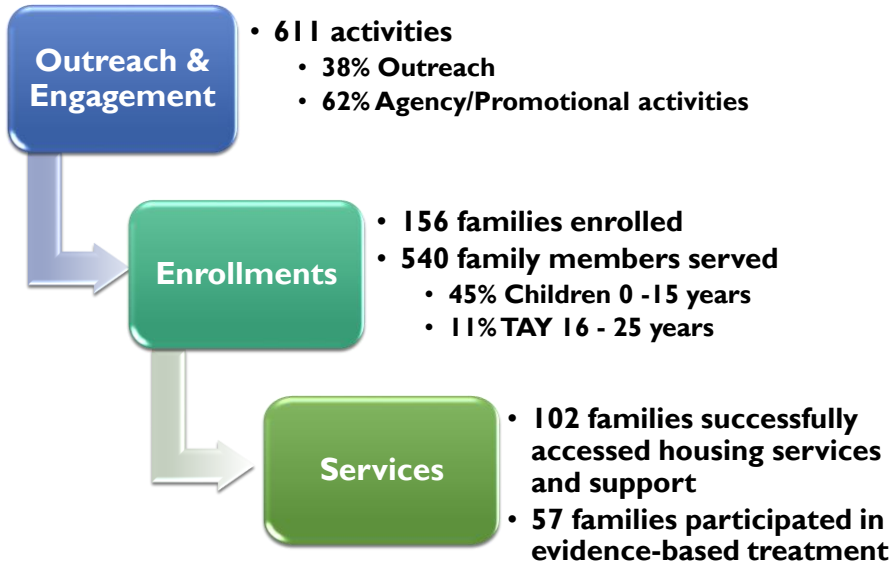 Outreach &
Engagement
• 611 activities
• 38% Outreach
• 62% Agency/Promotional activities
Enrollments
• 156 families enrolled
• 540 family members served
• 45% Children 0 -15 years
• 11% TAY 16 - 25 years
Services
• 102 families successfully
accessed housing services
and support
• 57 families participated in
evidence-based treatment